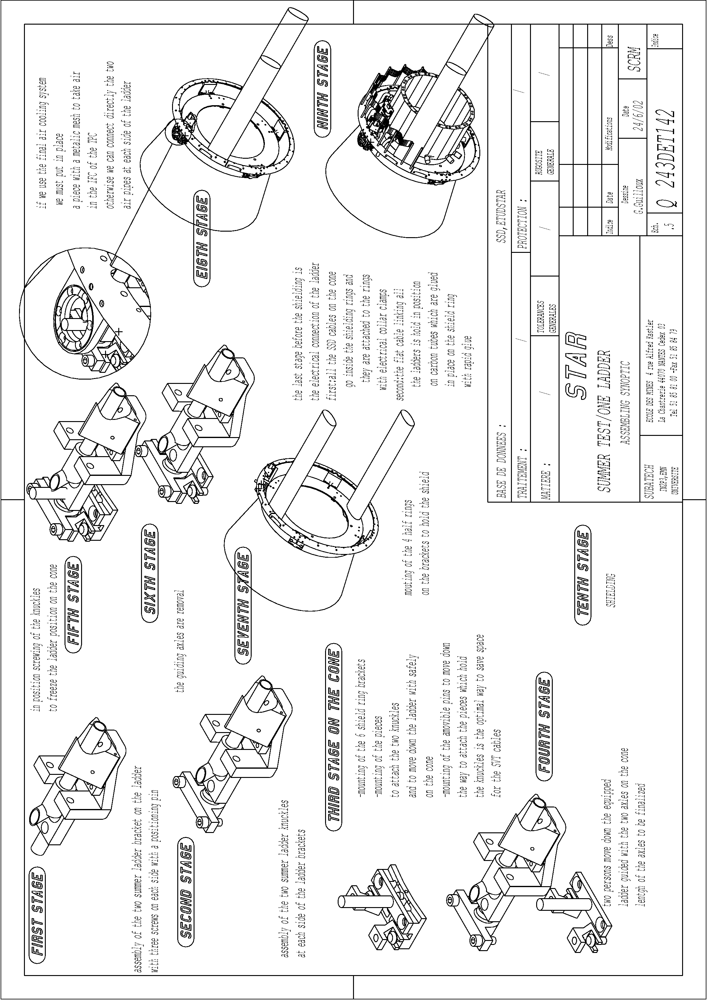 FIRST STAGE
assembly of the two summer ladder bracket on the ladder
with three screws on each side with a positioning pin
SECOND STAGE
assembly of the two summer ladder knuckles
at each side of the ladder brackets
THIRD STAGE ON THE CONE
-mounting of the 6 shield ring brackets
-mounting of the pieces
to attach the two knuckles
and to move down the ladder with safely
on the cone
-mounting of the amovible pins to move down
the way to attach the pieces which hold
the knuckles is the optimal way to save space
for the SVT cables
FOURTH STAGE
two persons move down the equipped
ladder guided with the two axles on the cone
lentgh of the axles to be finalized
in position screwing of the knuckles
to freeze the ladder position on the cone
FIFTH STAGE
SIXTH STAGE
the guiding axles are removal
SEVENTH STAGE
mouting of the 4 half rings
on the brackets to hold the shield
if we use the final air cooling system
we must put in place
a piece with a metalic mesh to take air
in the IFC of the TPC
otherwise we can connect directly the two
air pipes at each side of the ladder
EIGTH STAGE
the last stage before the shielding is
the electrical connection of the ladder
first:all the SSD cables on the cone
go inside the shielding rings and
they are attached to the rings
with electrical collar clamps
second:the flat cable linking all
the ladders is hold in position
on carbon tubes which are glued
in place on the shield ring
with rapid glue
NINTH STAGE
TENTH STAGE
SHIELDING
BASE DE DONNEES : SSD,ETUDSTAR
TRAITEMENT : / PROTECTION : /
MATIERE : / TOLERANCES GENERALES / RUGOSITE GENERALE /
STAR
SUMMER TEST/ONE LADDER
ASSEMBLING SYNOPTIC
Indice Date Modifications Dess
Dessine Date
G.Guilloux 24/6/02 SCRM
SUBATECH
IN2P3,EMN
UNIVERSITE
ECOLE DES MINES 4 rue Alfred Kastler
La Chantrerie 44070 NANTES Cedex 03
Tel 51 85 81 00 -Fax 51 85 84 79
Ech. Indice
.5 Q 243DET142